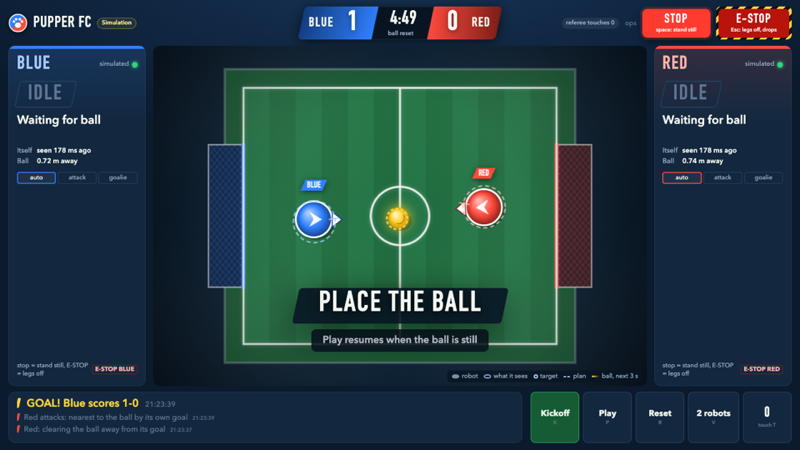 PUPPER FC
Simulation
BLUE 1 4:49 0 RED
ball reset
referee touches 0
ops
STOP
space: stand still
E-STOP
Esc: legs off, drops
BLUE
simulated
IDLE
Waiting for ball
Itself seen 178 ms ago
Ball 0.72 m away
auto attack goalie
stop = stand still, E-STOP
= legs off
E-STOP BLUE
BLUE
RED
PLACE THE BALL
Play resumes when the ball is still
robot what it sees target plan ball, next 3 s
RED
simulated
IDLE
Waiting for ball
Itself seen 178 ms ago
Ball 0.74 m away
auto attack goalie
stop = stand still, E-STOP
= legs off
E-STOP RED
GOAL! Blue scores 1-0 21:23:39
Red attacks: nearest to the ball by its own goal 21:23:39
Red: clearing the ball away from its goal 21:23:37
Kickoff
K
Play
P
Reset
R
2 robots
V
0
touch T